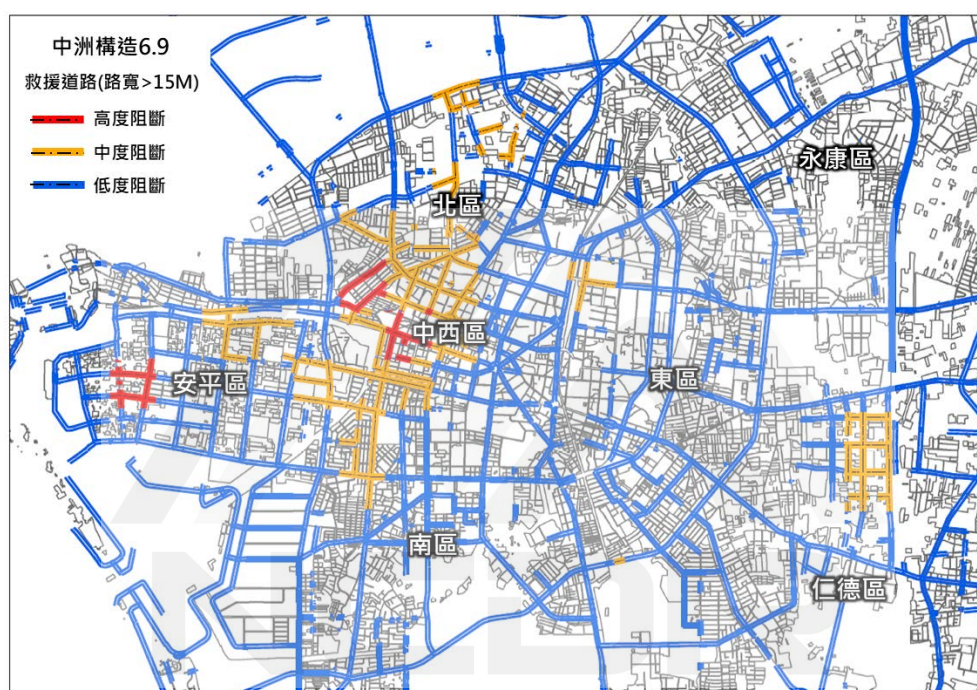 中洲構造6.9
救援道路(路寬>15M)
高度阻斷
中度阻斷
低度阻斷
永康區
北區
中西區
安平區
東區
南區
仁德區
NCDR